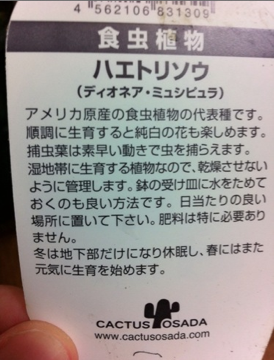 4 562106 831309
食虫植物
ハエトリソウ
(ディオネア・ミュシピュラ)
アメリカ原産の食虫植物の代表種です。
順調に生育すると純白の花も楽しめます。
捕虫葉は素早い動きで虫を捕らえます。
湿地帯に生育する植物なので、乾燥させない
ように管理します。鉢の受け皿に水をためて
おくのも良い方法です。日当たりの良い
場所に置いて下さい。肥料は特に必要あり
ません。
冬は地下部だけになり休眠し、春にはまた
元気に生育を始めます。
CACTUS OSADA
www.cactusosada.com